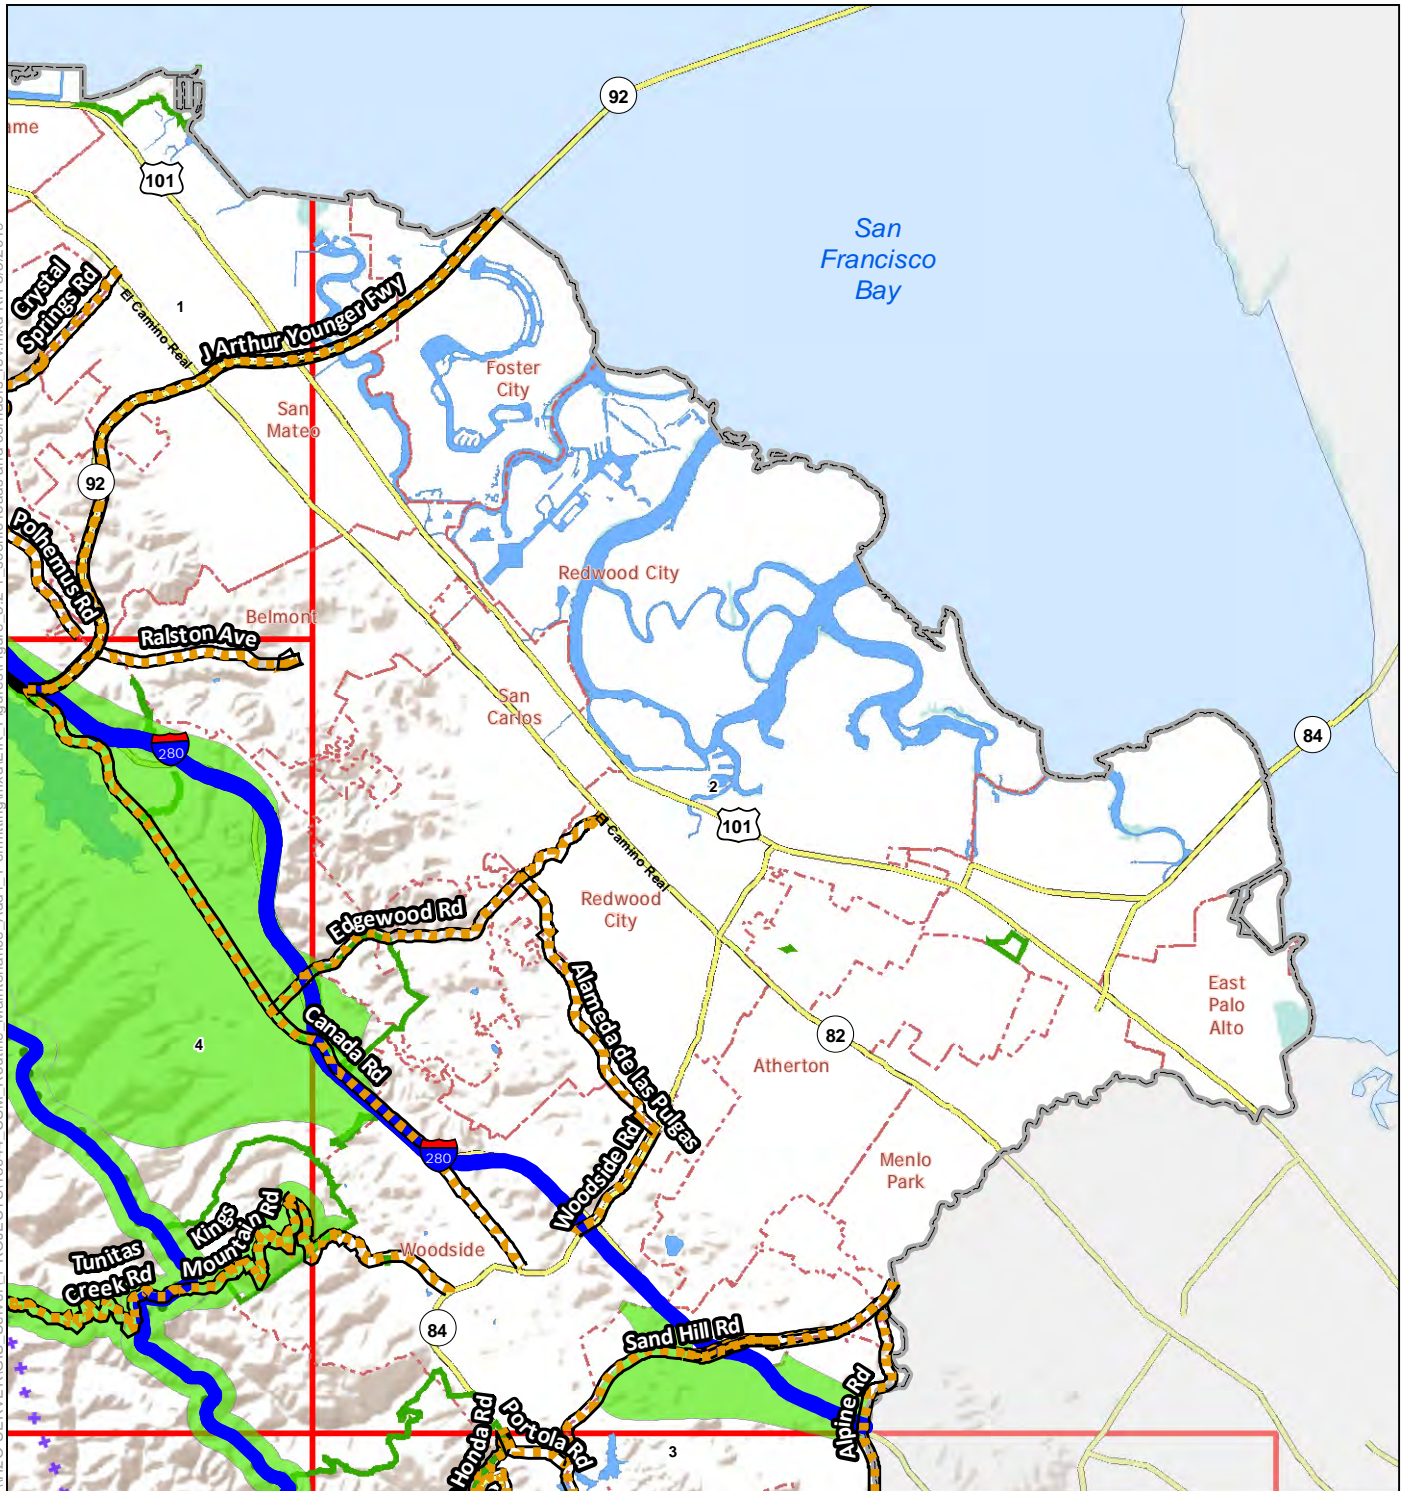 92
ame
101
San
Francisco
Bay
Crystal
Springs Rd
El Camino Real
1
J Arthur Younger Fwy
Foster
City
San
Mateo
92
Polhemus Rd
Redwood City
Belmont
Ralston Ave
San
Carlos
280
84
2
101
El Camino Real
Edgewood Rd
Redwood
City
Alameda de las Pulgas
East
Palo
Alto
Canada Rd
4
82
Atherton
280
Woodside Rd
Menlo
Park
Kings
Mountain Rd
Tunitas
Creek Rd
Woodside
84
Sand Hill Rd
Alpine Rd
Honda Rd
Portola Rd
3